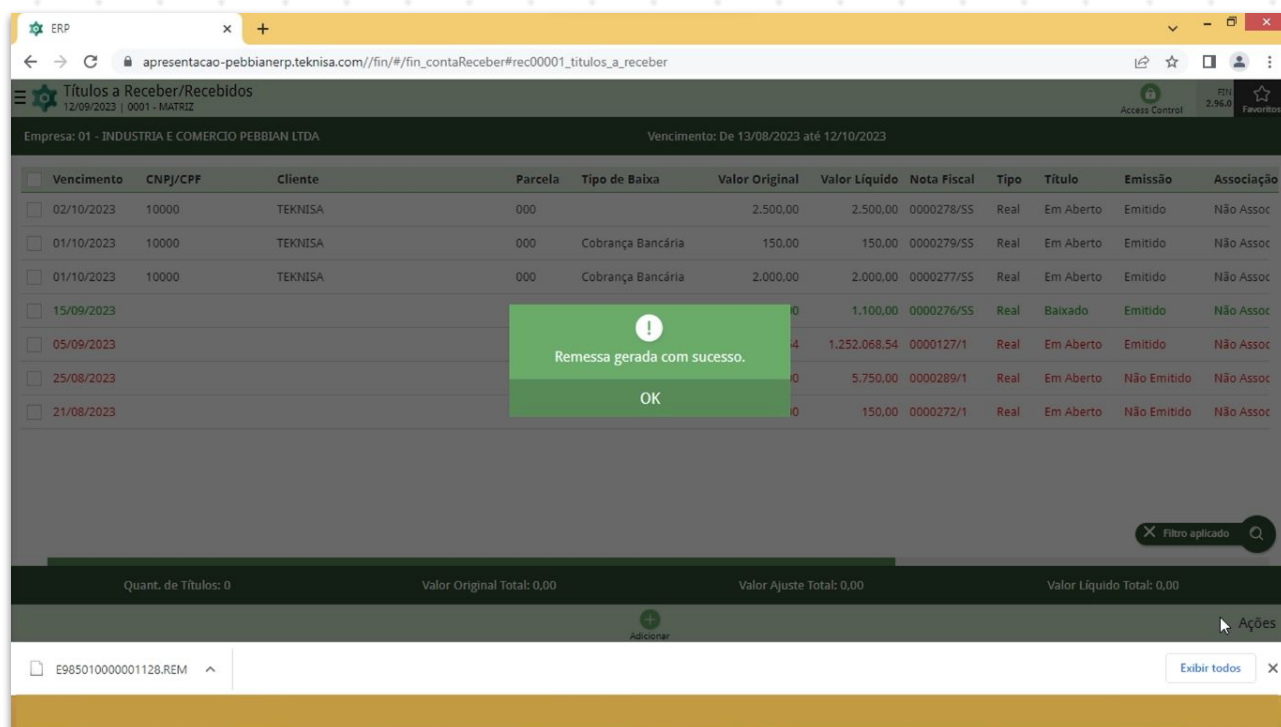 ERP
apresentacao-pebbianerp.teknisa.com//fin/#/fin_contaReceber#rec00001_titulos_a_receber
Títulos a Receber/Recebidos
12/09/2023 | 0001 - MATRIZ
Access Control
FIN
2.96.0
Favoritos
Empresa: 01 - INDUSTRIA E COMERCIO PEBBIAN LTDA Vencimento: De 13/08/2023 até 12/10/2023
Vencimento CNPJ/CPF Cliente Parcela Tipo de Baixa Valor Original Valor Líquido Nota Fiscal Tipo Título Emissão Associação
02/10/2023 10000 TEKNISA 000 2.500,00 2.500,00 0000278/SS Real Em Aberto Emitido Não Assoc
01/10/2023 10000 TEKNISA 000 Cobrança Bancária 150,00 150,00 0000279/SS Real Em Aberto Emitido Não Assoc
01/10/2023 10000 TEKNISA 000 Cobrança Bancária 2.000,00 2.000,00 0000277/SS Real Em Aberto Emitido Não Assoc
15/09/2023 0 1.100,00 0000276/SS Real Baixado Emitido Não Assoc
05/09/2023 4 1.252.068,54 0000127/1 Real Em Aberto Emitido Não Assoc
25/08/2023 0 5.750,00 0000289/1 Real Em Aberto Não Emitido Não Assoc
21/08/2023 0 150,00 0000272/1 Real Em Aberto Não Emitido Não Assoc
Remessa gerada com sucesso.
OK
Filtro aplicado
Quant. de Títulos: 0 Valor Original Total: 0,00 Valor Ajuste Total: 0,00 Valor Líquido Total: 0,00
Adicionar
Ações
E985010000001128.REM
Exibir todos